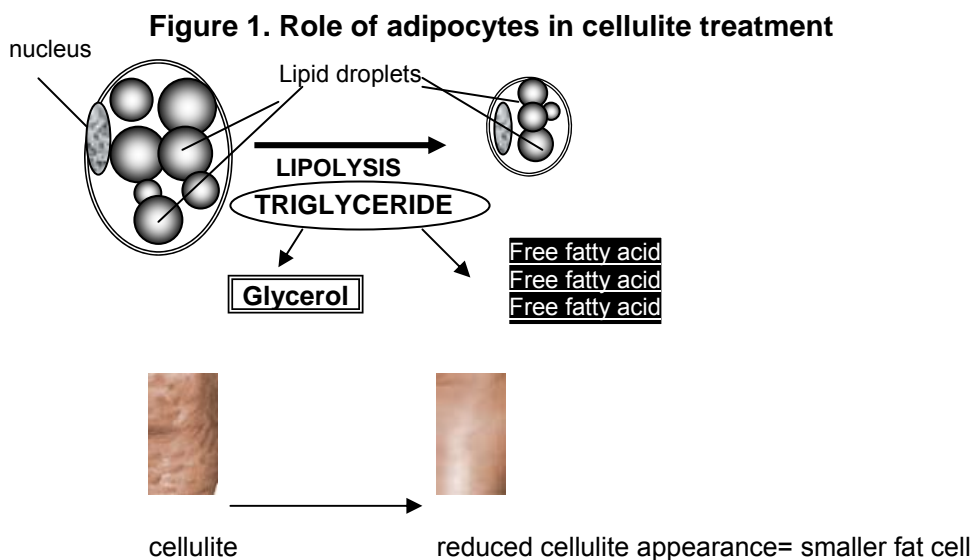 Figure 1. Role of adipocytes in cellulite treatment
nucleus
Lipid droplets
LIPOLYSIS
TRIGLYCERIDE
Free fatty acid
Free fatty acid
Free fatty acid
Glycerol
cellulite
reduced cellulite appearance= smaller fat cell